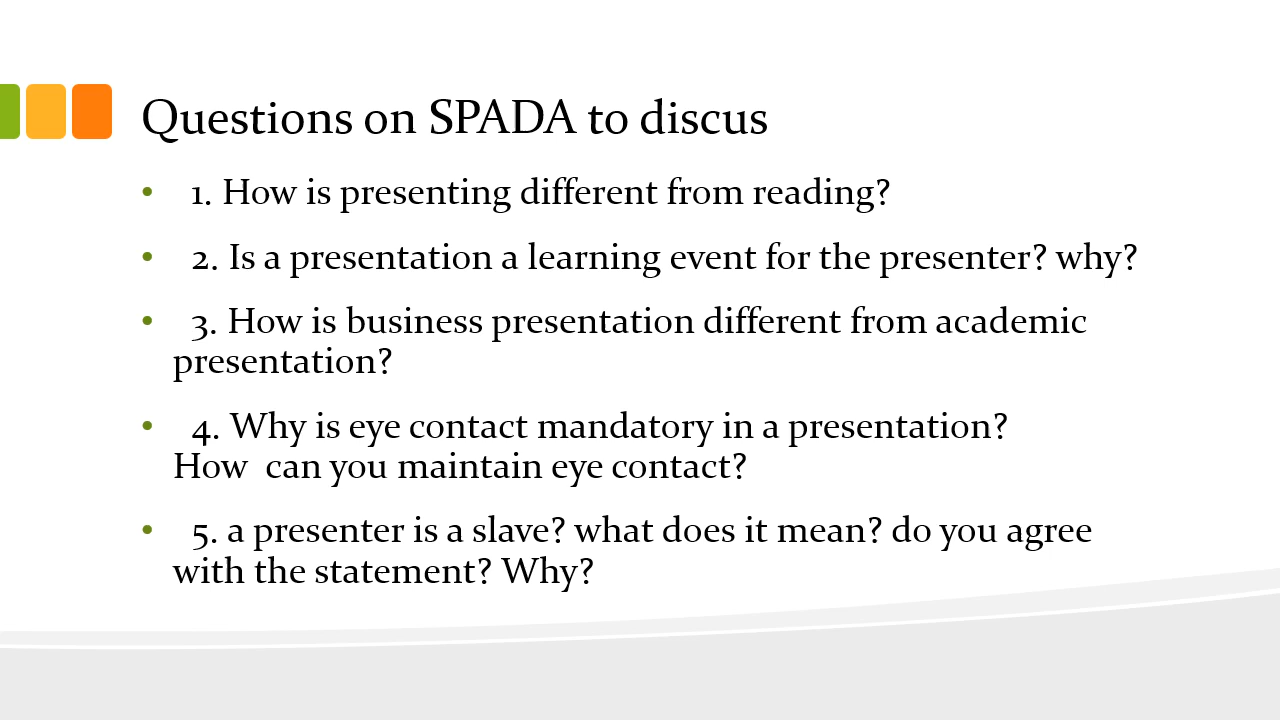 Questions on SPADA to discus
• 1. How is presenting different from reading?
• 2. Is a presentation a learning event for the presenter? why?
• 3. How is business presentation different from academic
presentation?
• 4. Why is eye contact mandatory in a presentation?
How  can you maintain eye contact?
• 5. a presenter is a slave? what does it mean? do you agree
with the statement? Why?